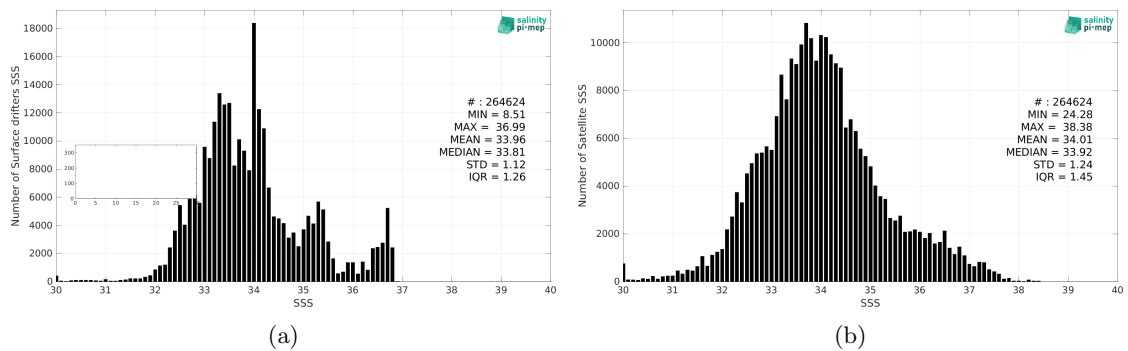 18000
16000
14000
12000
10000
8000
6000
4000
2000
0
Number of Surface drifters SSS
300
200
100
0
0 5 10 15 20 25
salinity
pi-mep
# : 264624
MIN = 8.51
MAX = 36.99
MEAN = 33.96
MEDIAN = 33.81
STD = 1.12
IQR = 1.26
30 31 32 33 34 35 36 37 38 39 40
SSS
(a)
10000
8000
6000
4000
2000
0
Number of Satellite SSS
salinity
pi-mep
# : 264624
MIN = 24.28
MAX = 38.38
MEAN = 34.01
MEDIAN = 33.92
STD = 1.24
IQR = 1.45
30 31 32 33 34 35 36 37 38 39 40
SSS
(b)